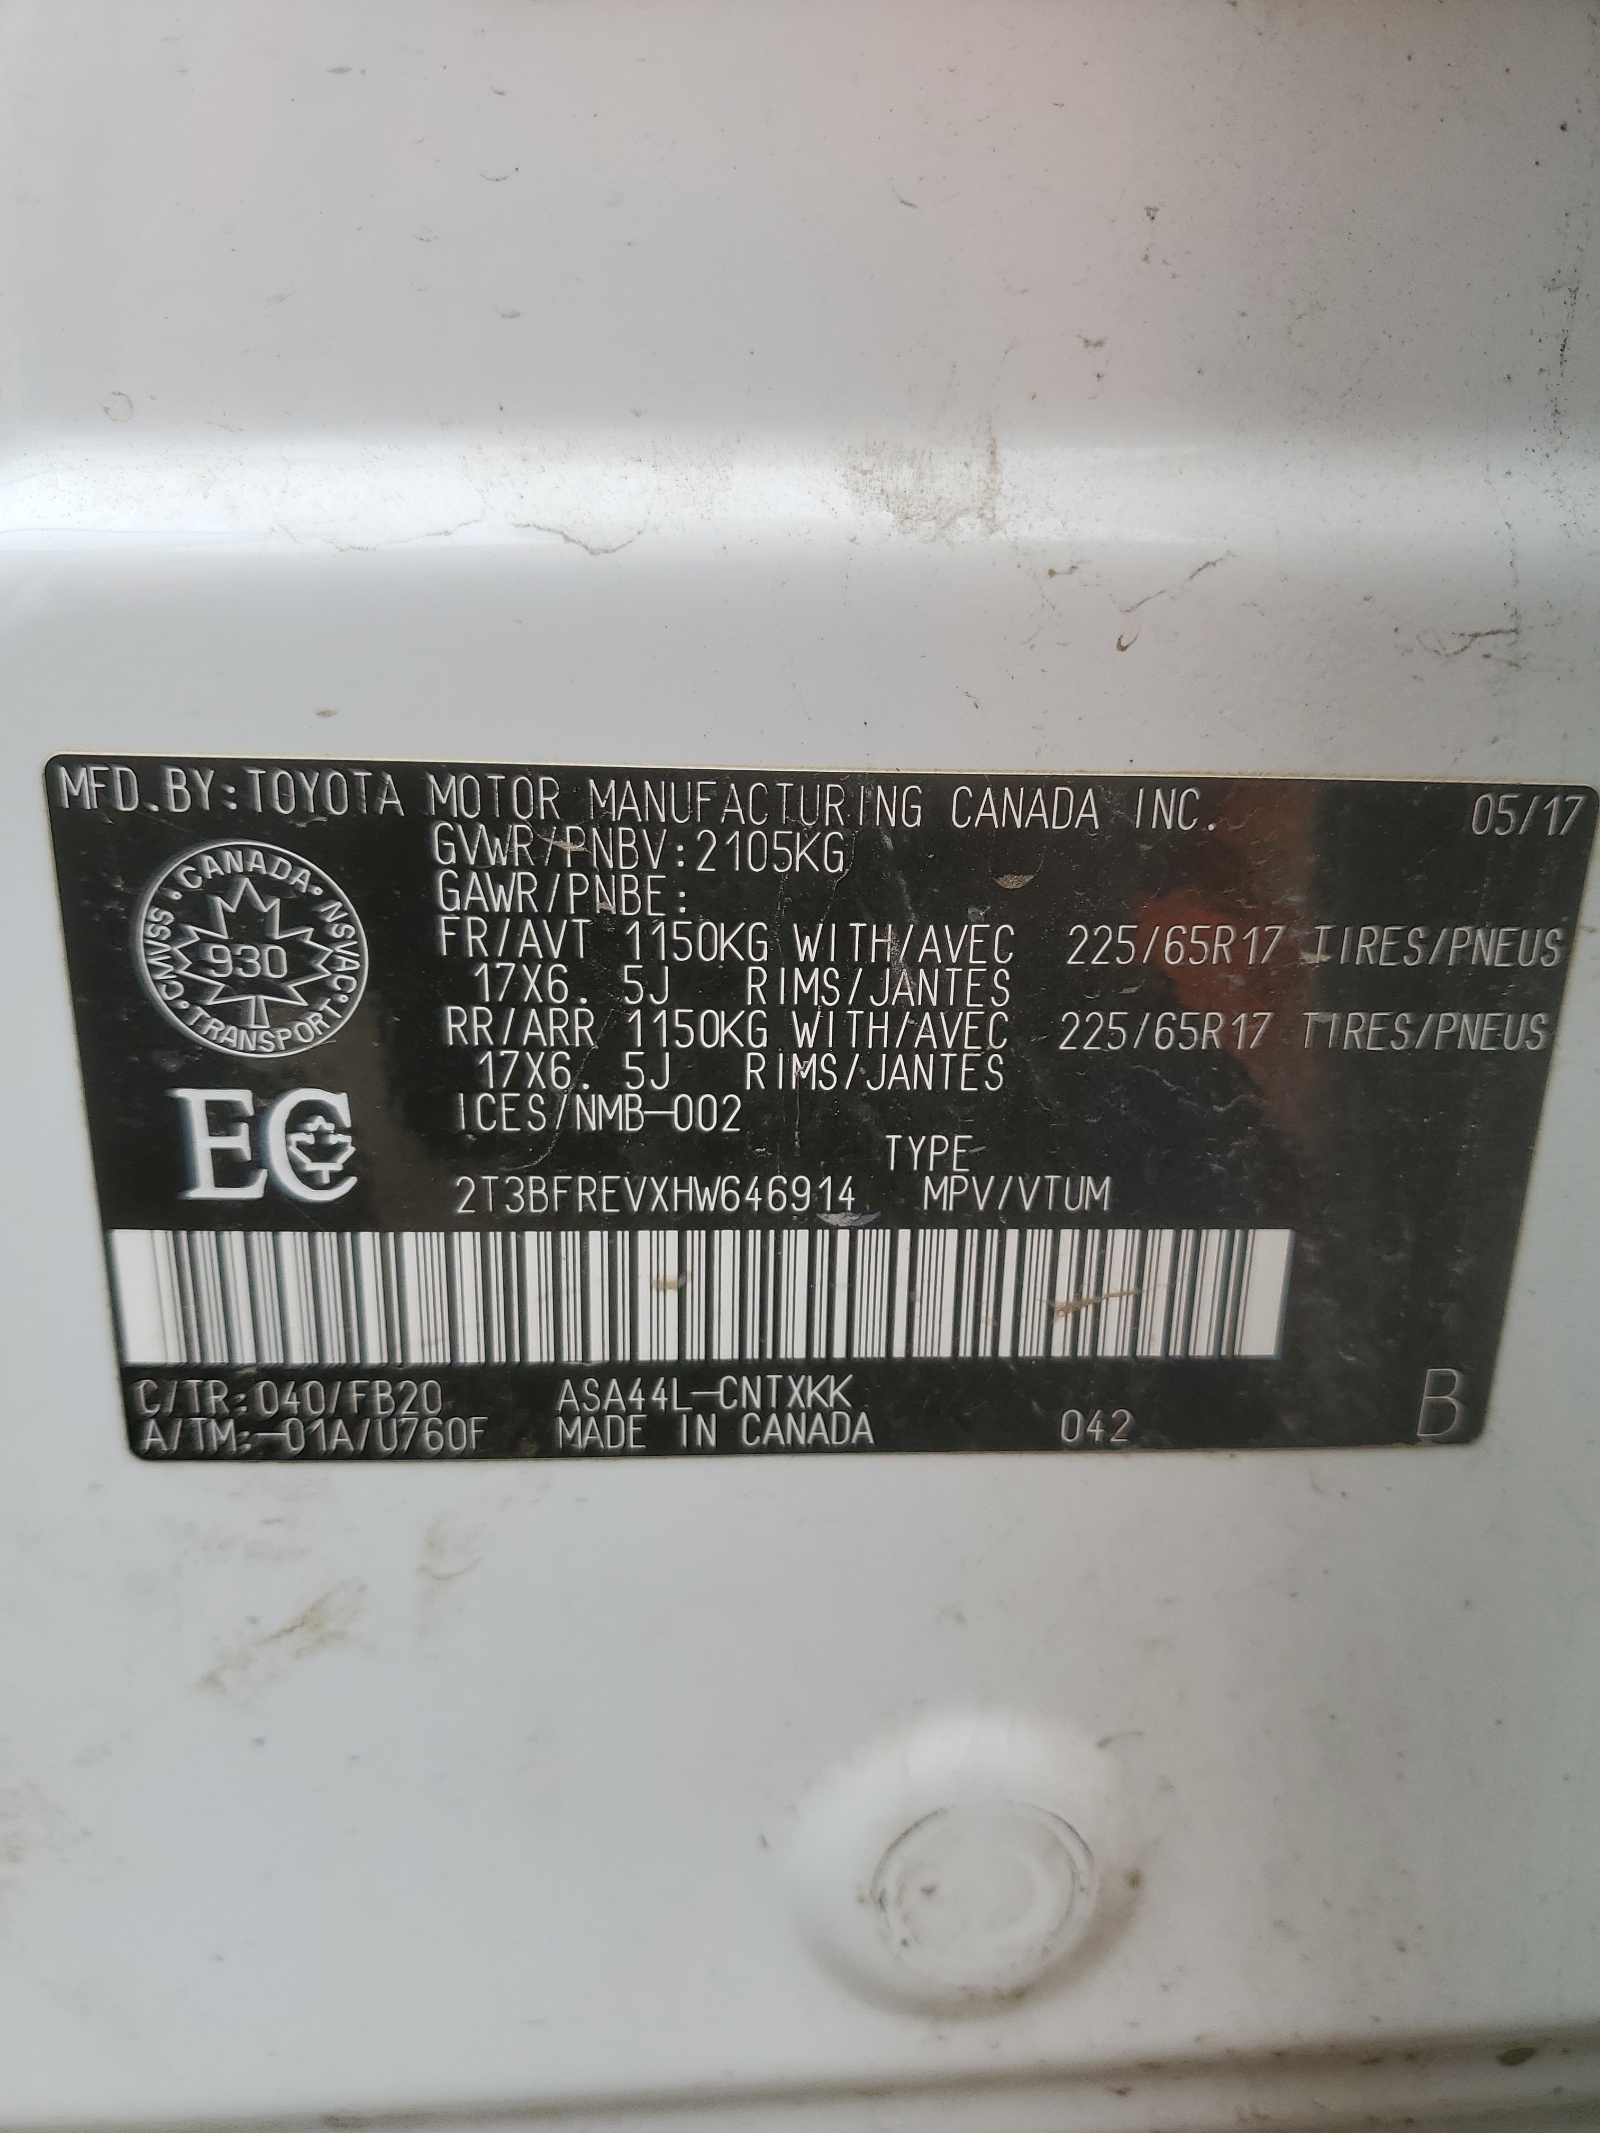 MFD.BY:TOYOTA MOTOR MANUFACTURING CANADA INC. 05/17
GVWR/PNBV:2105KG
GAWR/PNBE:
FR/AVT 1150KG WITH/AVEC 225/65R17 TIRES/PNEUS
17X6. 5J RIMS/JANTES
RR/ARR 1150KG WITH/AVEC 225/65R17 TIRES/PNEUS
17X6. 5J RIMS/JANTES
ICES/NMB-002
TYPE
2T3BFREVXHW646914 MPV/VTUM
CANADA · NSVAC · TRANSPORT · CMVSS ·
930
EC
C/TR:040/FB20 ASA44L-CNTXKK
A/TM:-01A/U760F MADE IN CANADA 042 B